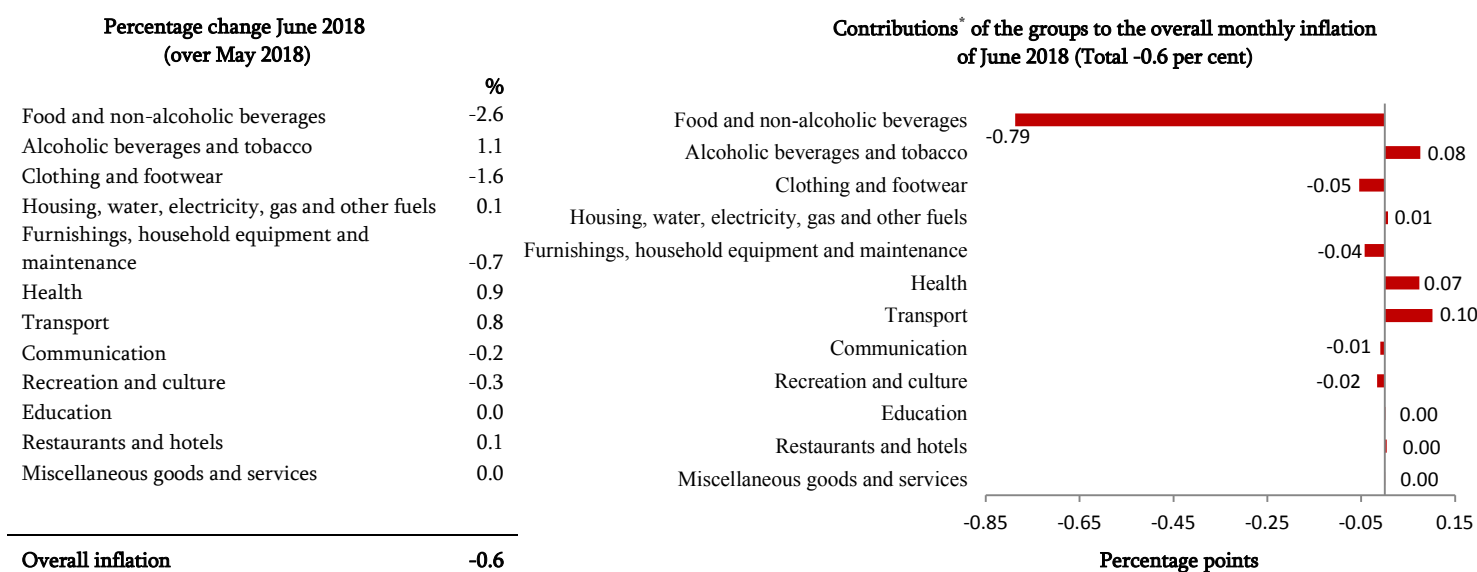 Percentage change June 2018
(over May 2018)
%
Food and non-alcoholic beverages -2.6
Alcoholic beverages and tobacco 1.1
Clothing and footwear -1.6
Housing, water, electricity, gas and other fuels 0.1
Furnishings, household equipment and
maintenance -0.7
Health 0.9
Transport 0.8
Communication -0.2
Recreation and culture -0.3
Education 0.0
Restaurants and hotels 0.1
Miscellaneous goods and services 0.0
Overall inflation -0.6
Contributions* of the groups to the overall monthly inflation
of June 2018 (Total -0.6 per cent)
Food and non-alcoholic beverages -0.79
Alcoholic beverages and tobacco 0.08
Clothing and footwear -0.05
Housing, water, electricity, gas and other fuels 0.01
Furnishings, household equipment and maintenance -0.04
Health 0.07
Transport 0.10
Communication -0.01
Recreation and culture -0.02
Education 0.00
Restaurants and hotels 0.00
Miscellaneous goods and services 0.00
-0.85 -0.65 -0.45 -0.25 -0.05 0.15
Percentage points